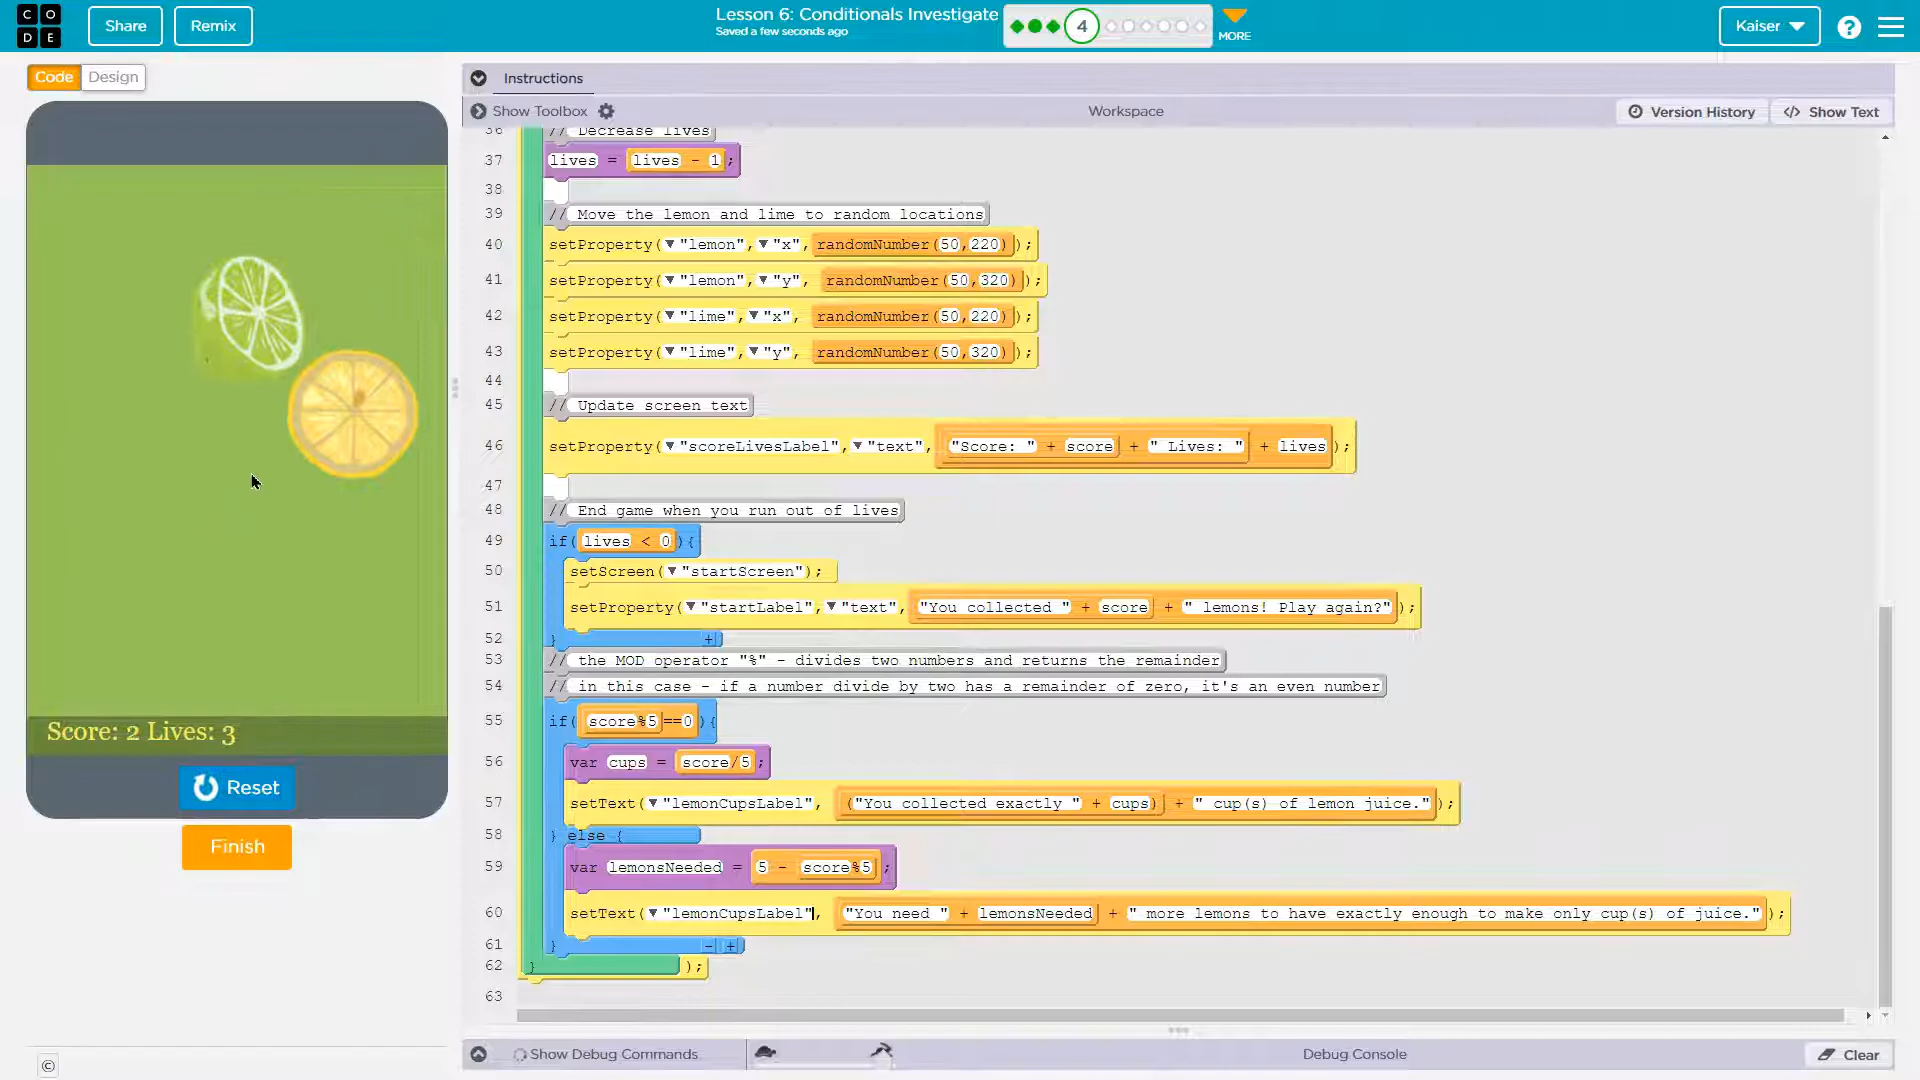 C O
D E
Share
Remix
Lesson 6: Conditionals Investigate
Saved a few seconds ago
4
MORE
Kaiser
?
Code
Design
Instructions
Show Toolbox
Workspace
Version History
</> Show Text
36 // Decrease lives
37 lives = lives - 1;
38
39 // Move the lemon and lime to random locations
40 setProperty(▼"lemon",▼"x", randomNumber(50,220));
41 setProperty(▼"lemon",▼"y", randomNumber(50,320));
42 setProperty(▼"lime",▼"x", randomNumber(50,220));
43 setProperty(▼"lime",▼"y", randomNumber(50,320));
44
45 // Update screen text
46 setProperty(▼"scoreLivesLabel",▼"text", "Score: " + score + " Lives: " + lives);
47
48 // End game when you run out of lives
49 if(lives < 0){
50 setScreen(▼"startScreen");
51 setProperty(▼"startLabel",▼"text", "You collected " + score + " lemons! Play again?");
52 } +
53 // the MOD operator "%" - divides two numbers and returns the remainder
54 // in this case - if a number divide by two has a remainder of zero, it's an even number
55 if(score%5==0){
56 var cups = score/5;
57 setText(▼"lemonCupsLabel", ("You collected exactly " + cups) + " cup(s) of lemon juice.");
58 } else {
59 var lemonsNeeded = 5 - score%5;
60 setText(▼"lemonCupsLabel", "You need " + lemonsNeeded + " more lemons to have exactly enough to make only cup(s) of juice.");
61 } - +
62 } );
63
Score: 2 Lives: 3
Reset
Finish
©
Show Debug Commands
Debug Console
Clear